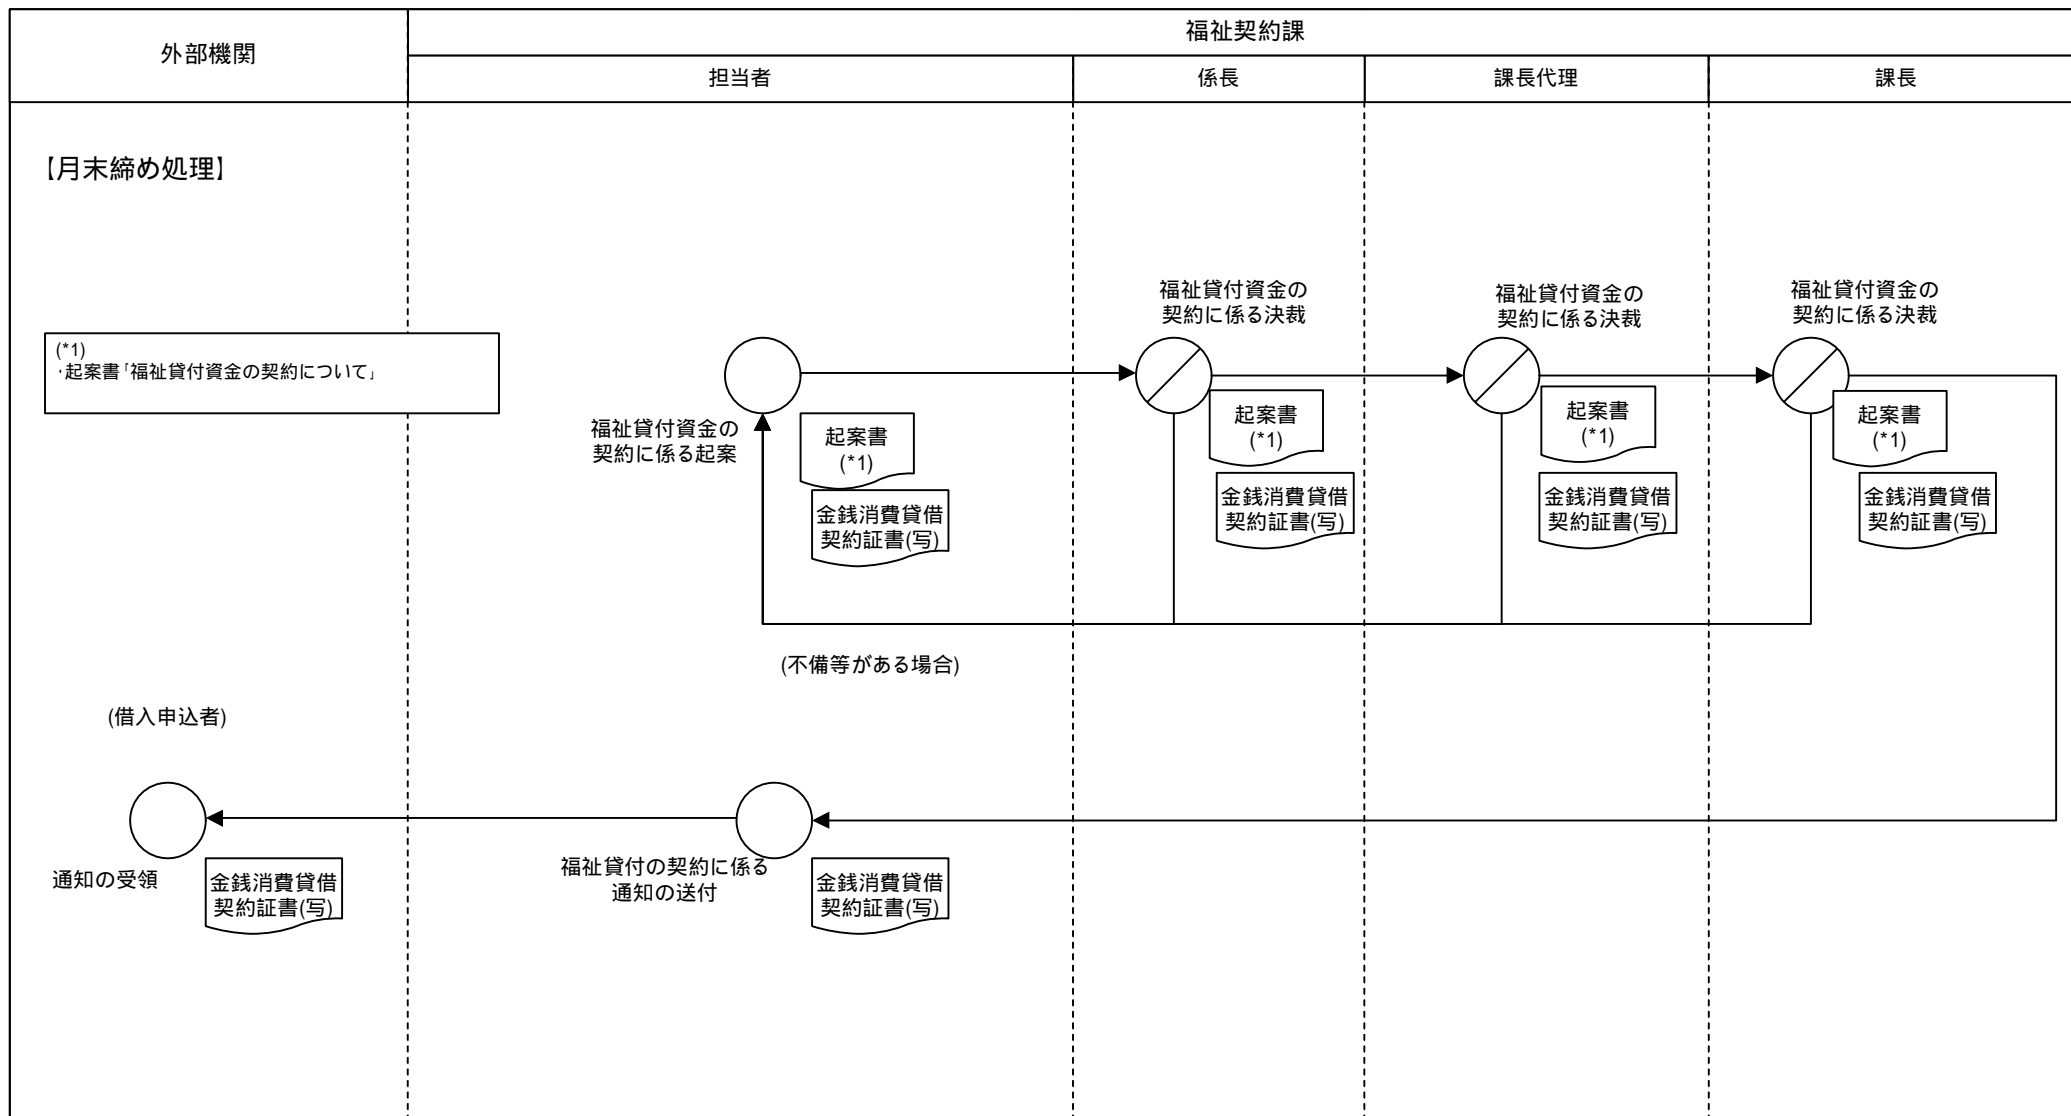 外部機関
福祉契約課
担当者
係長
課長代理
課長
【月末締め処理】
(*1)
・起案書「福祉貸付資金の契約について」
福祉貸付資金の
契約に係る起案
起案書
(*1)
金銭消費貸借
契約証書(写)
福祉貸付資金の
契約に係る決裁
起案書
(*1)
金銭消費貸借
契約証書(写)
福祉貸付資金の
契約に係る決裁
起案書
(*1)
金銭消費貸借
契約証書(写)
福祉貸付資金の
契約に係る決裁
起案書
(*1)
金銭消費貸借
契約証書(写)
(不備等がある場合)
(借入申込者)
通知の受領
金銭消費貸借
契約証書(写)
福祉貸付の契約に係る
通知の送付
金銭消費貸借
契約証書(写)